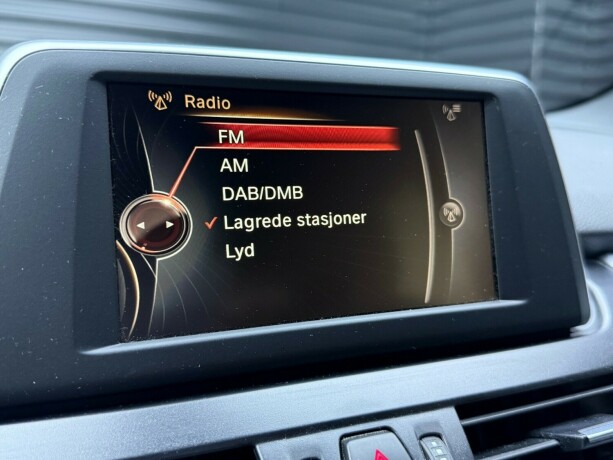 Radio
FM
AM
DAB/DMB
Lagrede stasjoner
Lyd